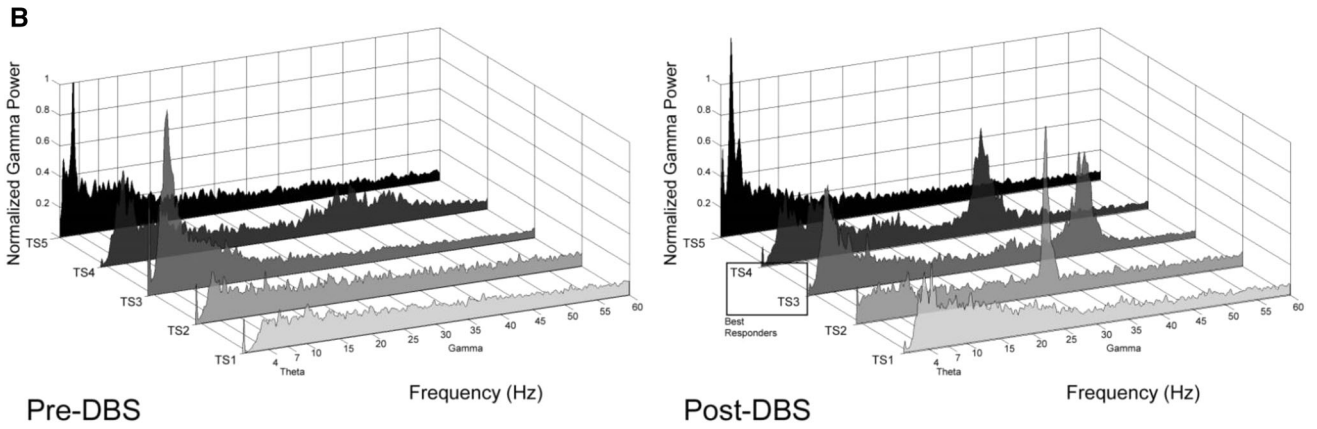 B
Normalized Gamma Power
1
0.8
0.6
0.4
0.2
TS5
TS4
TS3
TS2
TS1
4
7
10
15
20
25
30
35
40
45
50
55
60
Theta
Gamma
Frequency (Hz)
Pre-DBS
Normalized Gamma Power
1
0.8
0.6
0.4
0.2
TS5
TS4
TS3
Best
Responders
TS2
TS1
4
7
10
15
20
25
30
35
40
45
50
55
60
Theta
Gamma
Frequency (Hz)
Post-DBS